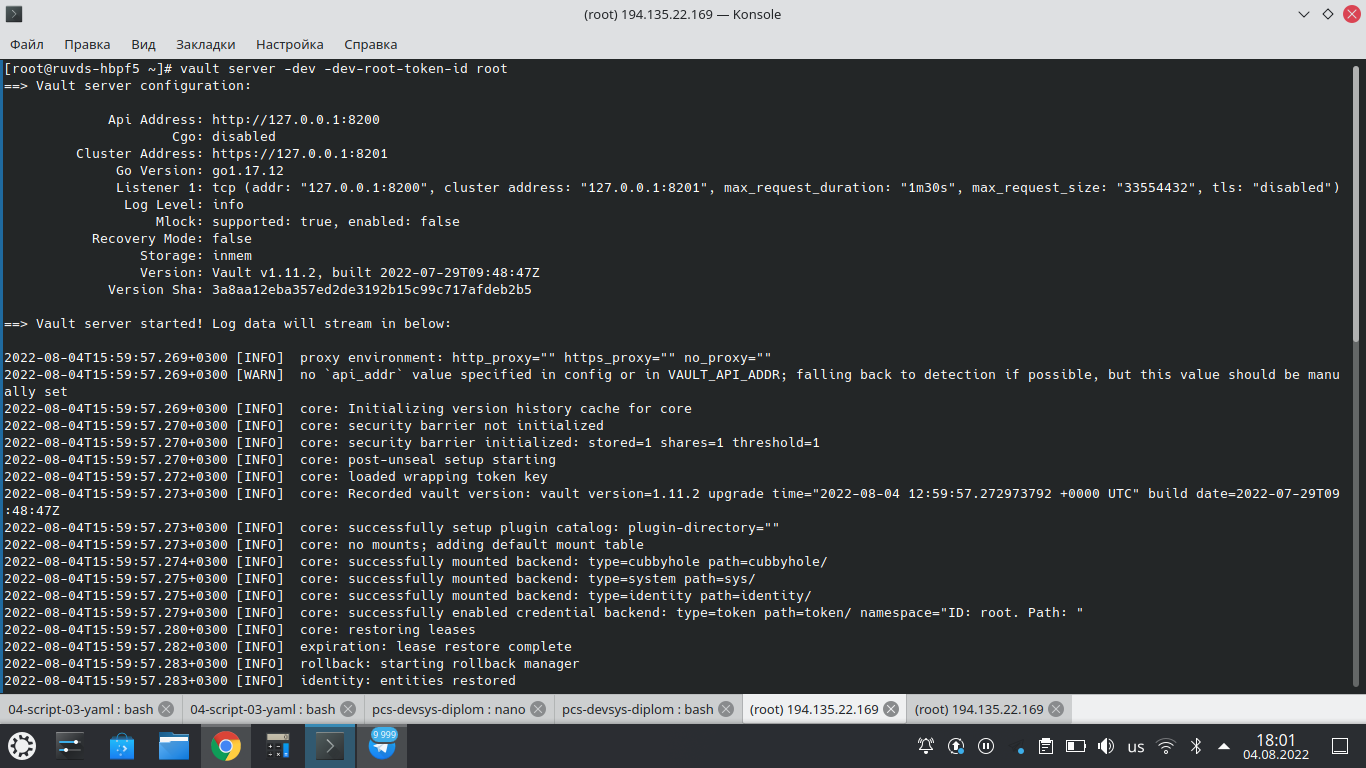 (root) 194.135.22.169 — Konsole
Файл Правка Вид Закладки Настройка Справка
[root@ruvds-hbpf5 ~]# vault server -dev -dev-root-token-id root
==> Vault server configuration:
Api Address: http://127.0.0.1:8200
Cgo: disabled
Cluster Address: https://127.0.0.1:8201
Go Version: go1.17.12
Listener 1: tcp (addr: "127.0.0.1:8200", cluster address: "127.0.0.1:8201", max_request_duration: "1m30s", max_request_size: "33554432", tls: "disabled")
Log Level: info
Mlock: supported: true, enabled: false
Recovery Mode: false
Storage: inmem
Version: Vault v1.11.2, built 2022-07-29T09:48:47Z
Version Sha: 3a8aa12eba357ed2de3192b15c99c717afdeb2b5
==> Vault server started! Log data will stream in below:
2022-08-04T15:59:57.269+0300 [INFO]  proxy environment: http_proxy="" https_proxy="" no_proxy=""
2022-08-04T15:59:57.269+0300 [WARN]  no `api_addr` value specified in config or in VAULT_API_ADDR; falling back to detection if possible, but this value should be manu
ally set
2022-08-04T15:59:57.269+0300 [INFO]  core: Initializing version history cache for core
2022-08-04T15:59:57.270+0300 [INFO]  core: security barrier not initialized
2022-08-04T15:59:57.270+0300 [INFO]  core: security barrier initialized: stored=1 shares=1 threshold=1
2022-08-04T15:59:57.270+0300 [INFO]  core: post-unseal setup starting
2022-08-04T15:59:57.272+0300 [INFO]  core: loaded wrapping token key
2022-08-04T15:59:57.273+0300 [INFO]  core: Recorded vault version: vault version=1.11.2 upgrade time="2022-08-04 12:59:57.272973792 +0000 UTC" build date=2022-07-29T09
:48:47Z
2022-08-04T15:59:57.273+0300 [INFO]  core: successfully setup plugin catalog: plugin-directory=""
2022-08-04T15:59:57.273+0300 [INFO]  core: no mounts; adding default mount table
2022-08-04T15:59:57.274+0300 [INFO]  core: successfully mounted backend: type=cubbyhole path=cubbyhole/
2022-08-04T15:59:57.275+0300 [INFO]  core: successfully mounted backend: type=system path=sys/
2022-08-04T15:59:57.275+0300 [INFO]  core: successfully mounted backend: type=identity path=identity/
2022-08-04T15:59:57.279+0300 [INFO]  core: successfully enabled credential backend: type=token path=token/ namespace="ID: root. Path: "
2022-08-04T15:59:57.280+0300 [INFO]  core: restoring leases
2022-08-04T15:59:57.282+0300 [INFO]  expiration: lease restore complete
2022-08-04T15:59:57.283+0300 [INFO]  rollback: starting rollback manager
2022-08-04T15:59:57.283+0300 [INFO]  identity: entities restored
04-script-03-yaml : bash 04-script-03-yaml : bash pcs-devsys-diplom : nano pcs-devsys-diplom : bash (root) 194.135.22.169 (root) 194.135.22.169
9 999
us
18:01
04.08.2022